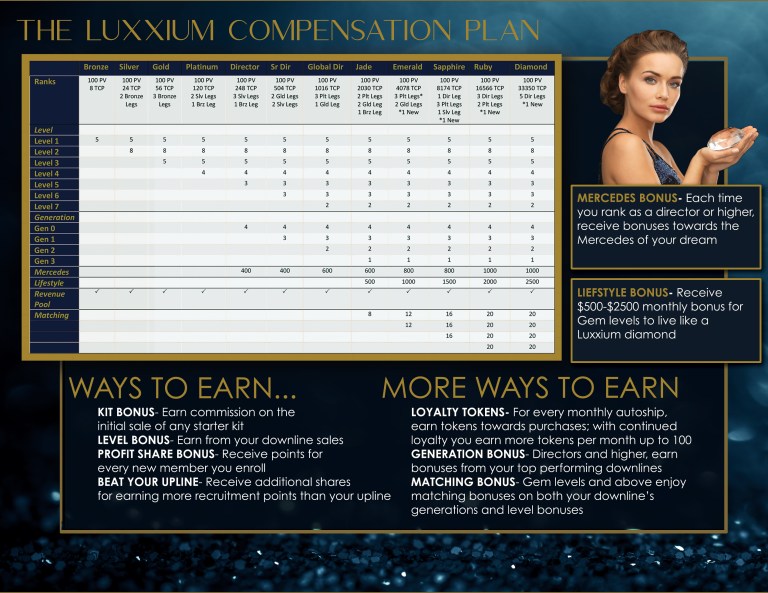 THE LUXXIUM COMPENSATION PLAN
Bronze Silver Gold Platinum Director Sr Dir Global Dir Jade Emerald Sapphire Ruby Diamond
Ranks 100 PV 100 PV 100 PV 100 PV 100 PV 100 PV 100 PV 100 PV 100 PV 100 PV 100 PV 100 PV
8 TCP 24 TCP 56 TCP 120 TCP 248 TCP 504 TCP 1016 TCP 2030 TCP 4078 TCP 8174 TCP 16566 TCP 33350 TCP
2 Bronze 3 Bronze 2 Slv Legs 3 Slv Legs 2 Gld Legs 3 Plt Legs 2 Plt Legs 3 Plt Legs* 1 Dir Leg 3 Dir Legs 5 Dir Legs
Legs Legs 1 Brz Leg 1 Brz Leg 2 Slv Legs 1 Gld Leg 2 Gld Leg 2 Gld Legs 3 Plt Legs 2 Plt Legs *1 New
1 Brz Leg *1 New 1 Slv Leg *1 New
*1 New
Level
Level 1 5 5 5 5 5 5 5 5 5 5 5 5
Level 2 8 8 8 8 8 8 8 8 8 8 8
Level 3 5 5 5 5 5 5 5 5 5 5
Level 4 4 4 4 4 4 4 4 4 4
Level 5 3 3 3 3 3 3 3 3
Level 6 3 3 3 3 3 3 3
Level 7 2 2 2 2 2 2
Generation
Gen 0 4 4 4 4 4 4 4 4
Gen 1 3 3 3 3 3 3 3
Gen 2 2 2 2 2 2 2
Gen 3 1 1 1 1 1
Mercedes 400 400 600 600 800 800 1000 1000
Lifestyle 500 1000 1500 2000 2500
Revenue ✓ ✓ ✓ ✓ ✓ ✓ ✓ ✓ ✓ ✓ ✓ ✓
Pool
Matching 8 12 16 20 20
12 16 20 20
16 20 20
20 20
MERCEDES BONUS- Each time
you rank as a director or higher,
receive bonuses towards the
Mercedes of your dream
LIEFSTYLE BONUS- Receive
$500-$2500 monthly bonus for
Gem levels to live like a
Luxxium diamond
WAYS TO EARN...
KIT BONUS- Earn commission on the
initial sale of any starter kit
LEVEL BONUS- Earn from your downline sales
PROFIT SHARE BONUS- Receive points for
every new member you enroll
BEAT YOUR UPLINE- Receive additional shares
for earning more recruitment points than your upline
MORE WAYS TO EARN
LOYALTY TOKENS- For every monthly autoship,
earn tokens towards purchases; with continued
loyalty you earn more tokens per month up to 100
GENERATION BONUS- Directors and higher, earn
bonuses from your top performing downlines
MATCHING BONUS- Gem levels and above enjoy
matching bonuses on both your downline's
generations and level bonuses